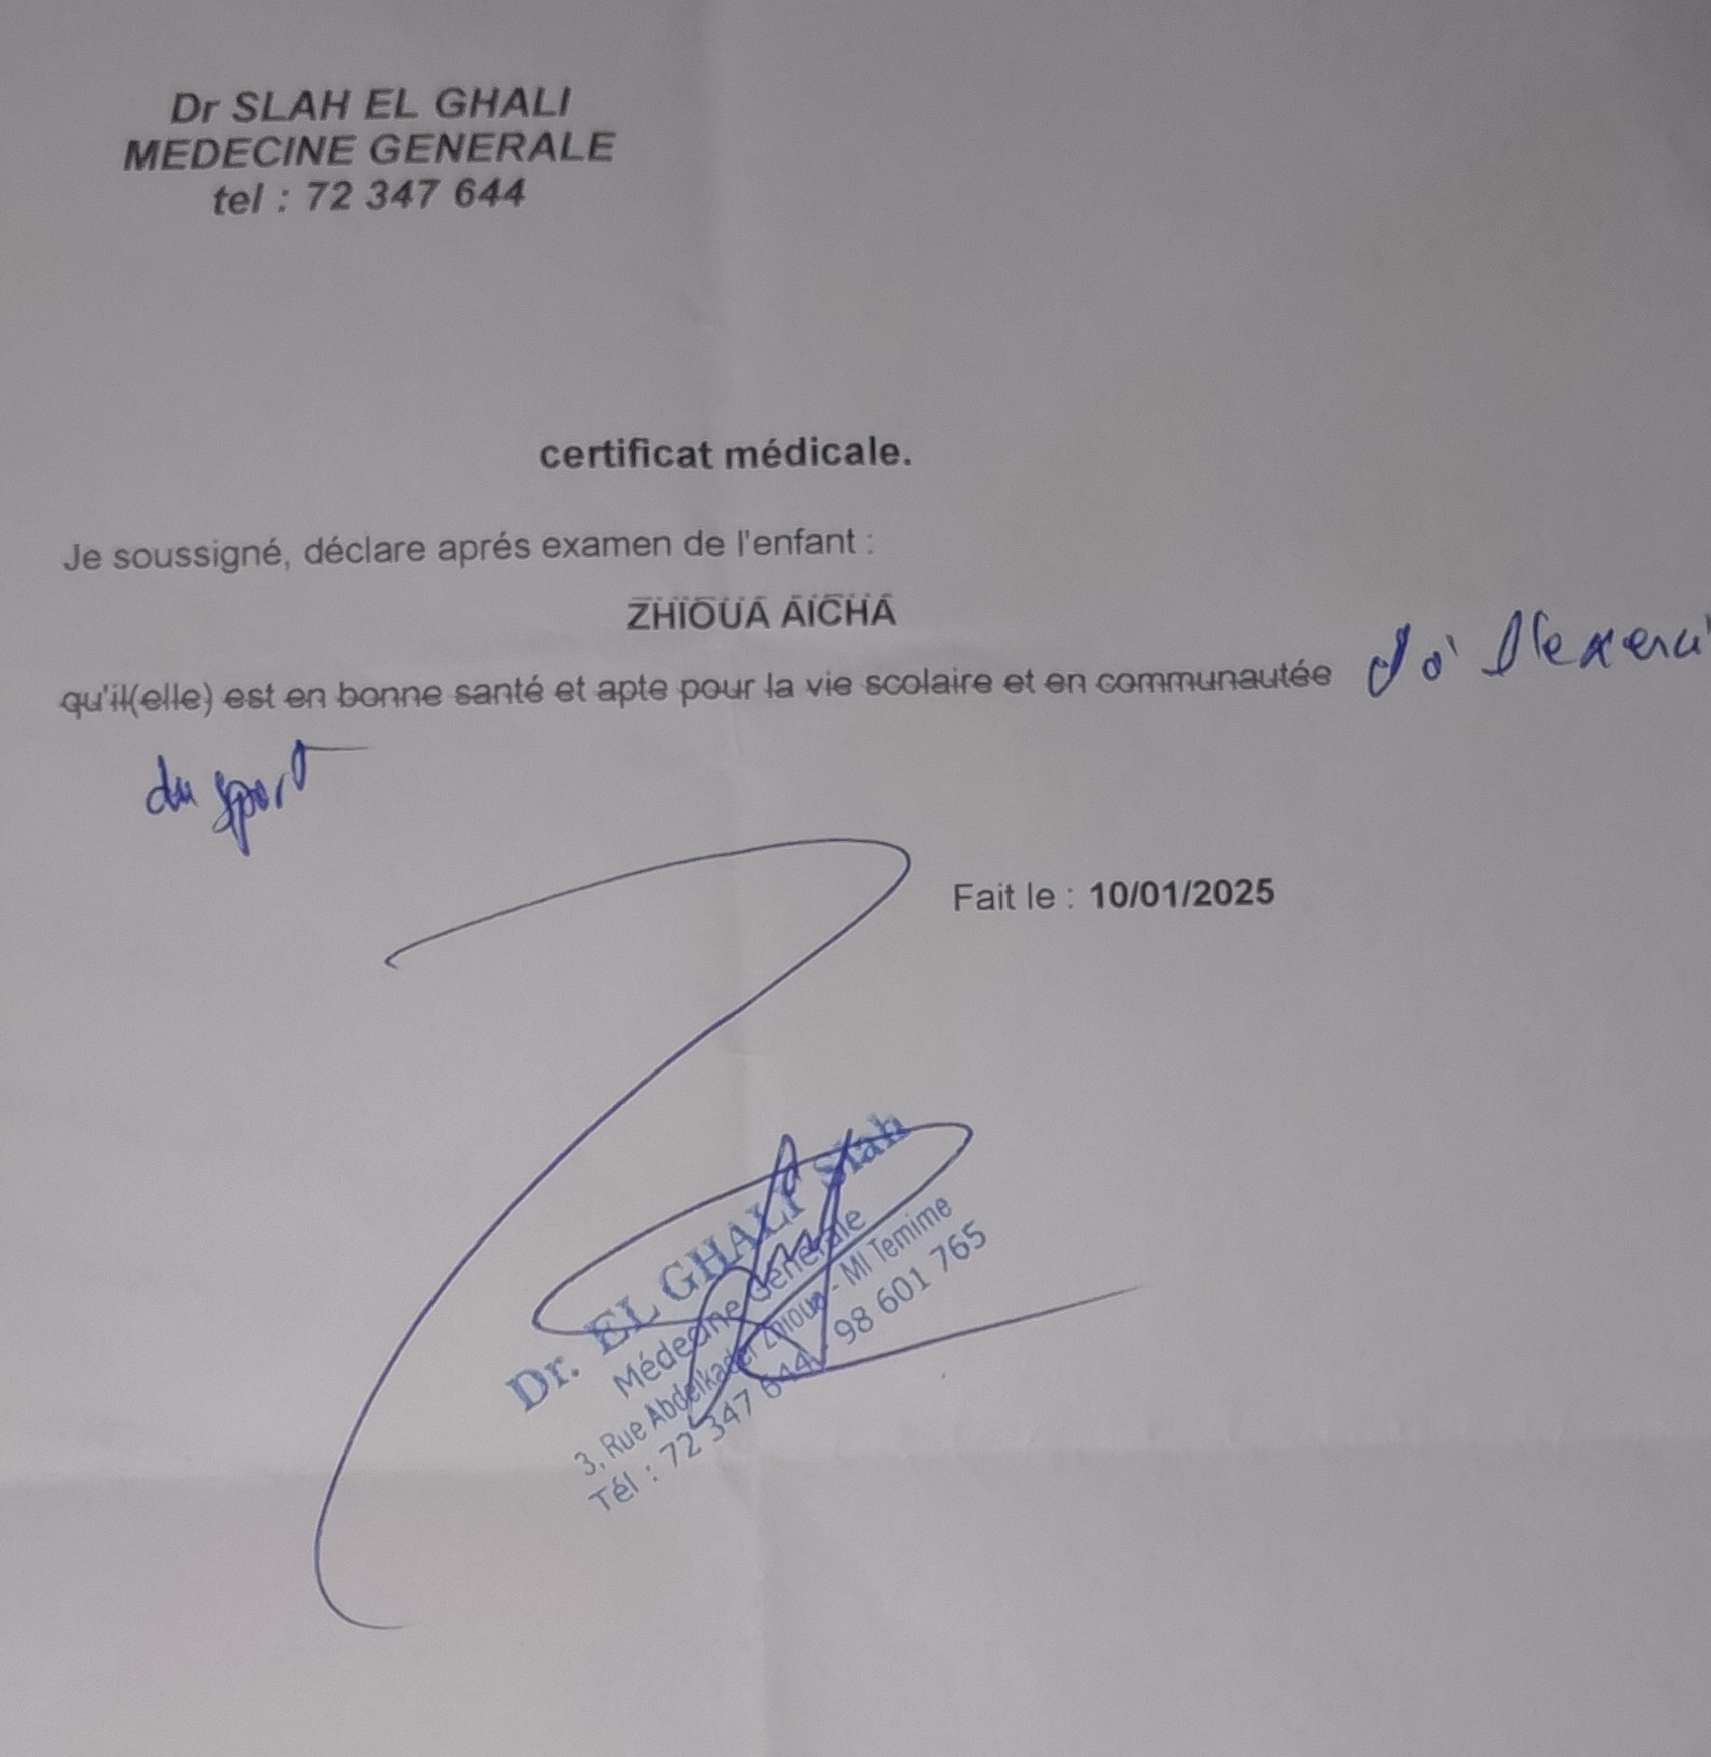 Dr SLAH EL GHALI
MEDECINE GENERALE
tel : 72 347 644
certificat médicale.
Je soussigné, déclare aprés examen de l'enfant :
ZHIOUA AICHA
qu'il(elle) est en bonne santé et apte pour la vie scolaire et en communautée
du sport
Fait le : 10/01/2025
Dr. EL GHALI Slah
Médecine Générale
3, Rue Abdelkader Zhioua - Ml Temime
Tél : 72 347 644 - 98 601 765